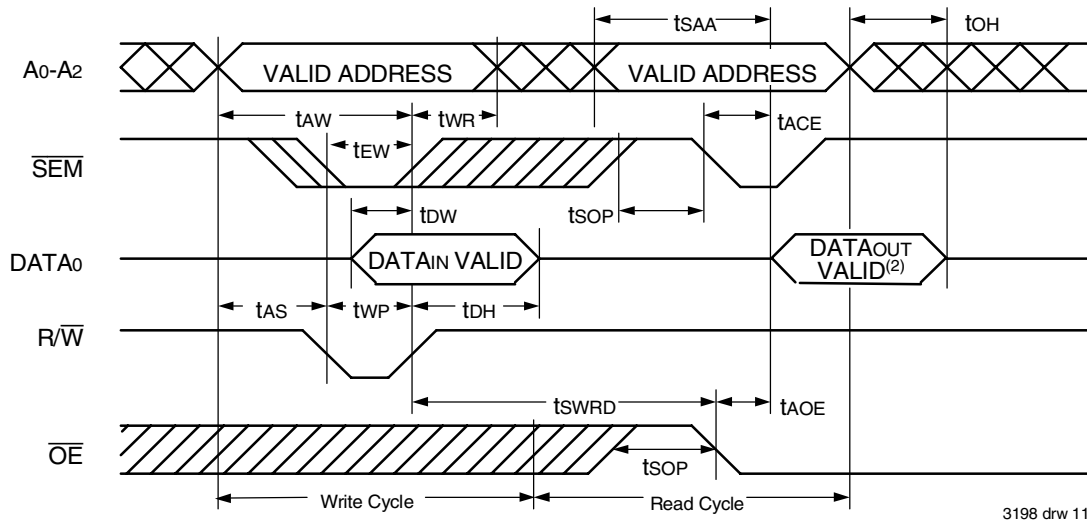 tSAA
tOH
A0-A2
VALID ADDRESS
VALID ADDRESS
tAW
tWR
tACE
tEW
SEM
tDW
tSOP
DATA0
DATAIN VALID
DATAOUT
VALID(2)
tAS
tWP
tDH
R/W
tSWRD
tAOE
OE
tSOP
Write Cycle
Read Cycle
3198 drw 11